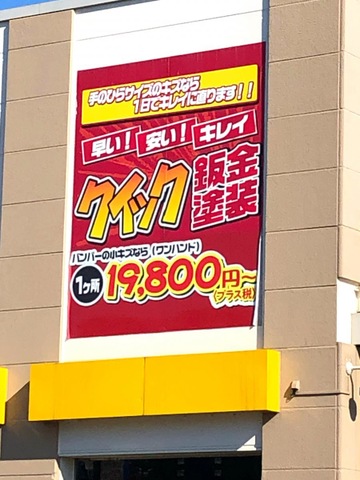 手のひらサイズのキズなら
1日でキレイに直ります!!
早い! 安い! キレイ
クイック
鈑金
塗装
バンパーの小キズなら(ワンハンド)
1ヶ所 19,800円〜
(プラス税)